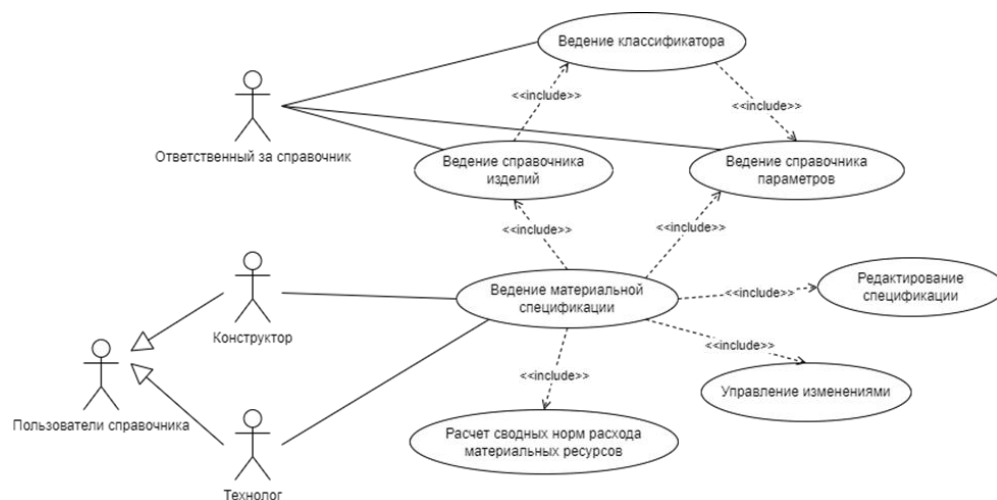 Ведение классификатора
<<include>>
<<include>>
Ответственный за справочник
Ведение справочника
изделий
Ведение справочника
параметров
<<include>>
<<include>>
Ведение материальной
спецификации
<<include>>
Редактирование
спецификации
Конструктор
<<include>>
<<include>>
Управление изменениями
Пользователи справочника
Расчет сводных норм расхода
материальных ресурсов
Технолог